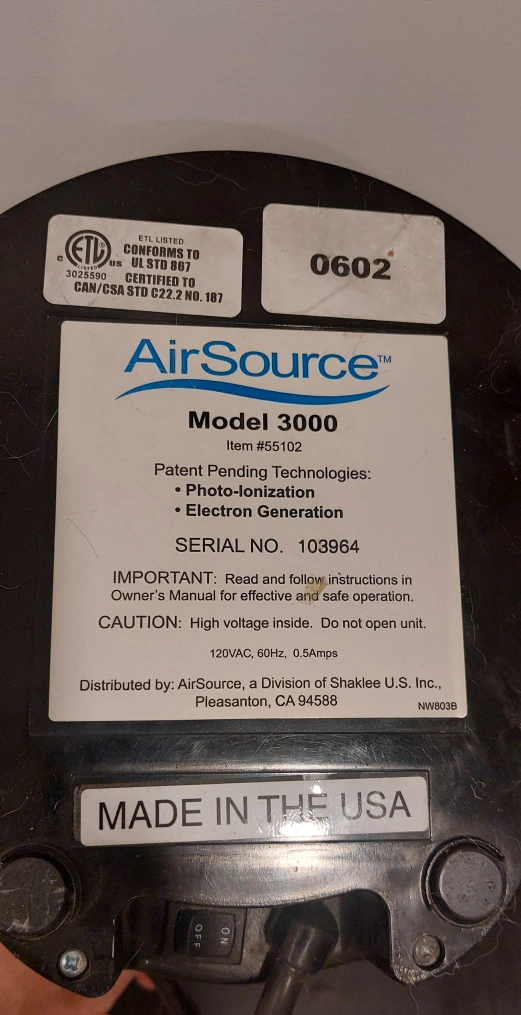 ETL LISTED
CONFORMS TO
UL STD 867
C ETL US
LISTED
3025590
CERTIFIED TO
CAN/CSA STD C22.2 NO. 187
0602
AirSource™
Model 3000
Item #55102
Patent Pending Technologies:
• Photo-Ionization
• Electron Generation
SERIAL NO. 103964
IMPORTANT: Read and follow instructions in
Owner's Manual for effective and safe operation.
CAUTION: High voltage inside. Do not open unit.
120VAC, 60Hz, 0.5Amps
Distributed by: AirSource, a Division of Shaklee U.S. Inc.,
Pleasanton, CA 94588
NW803B
MADE IN THE USA
ON
OFF